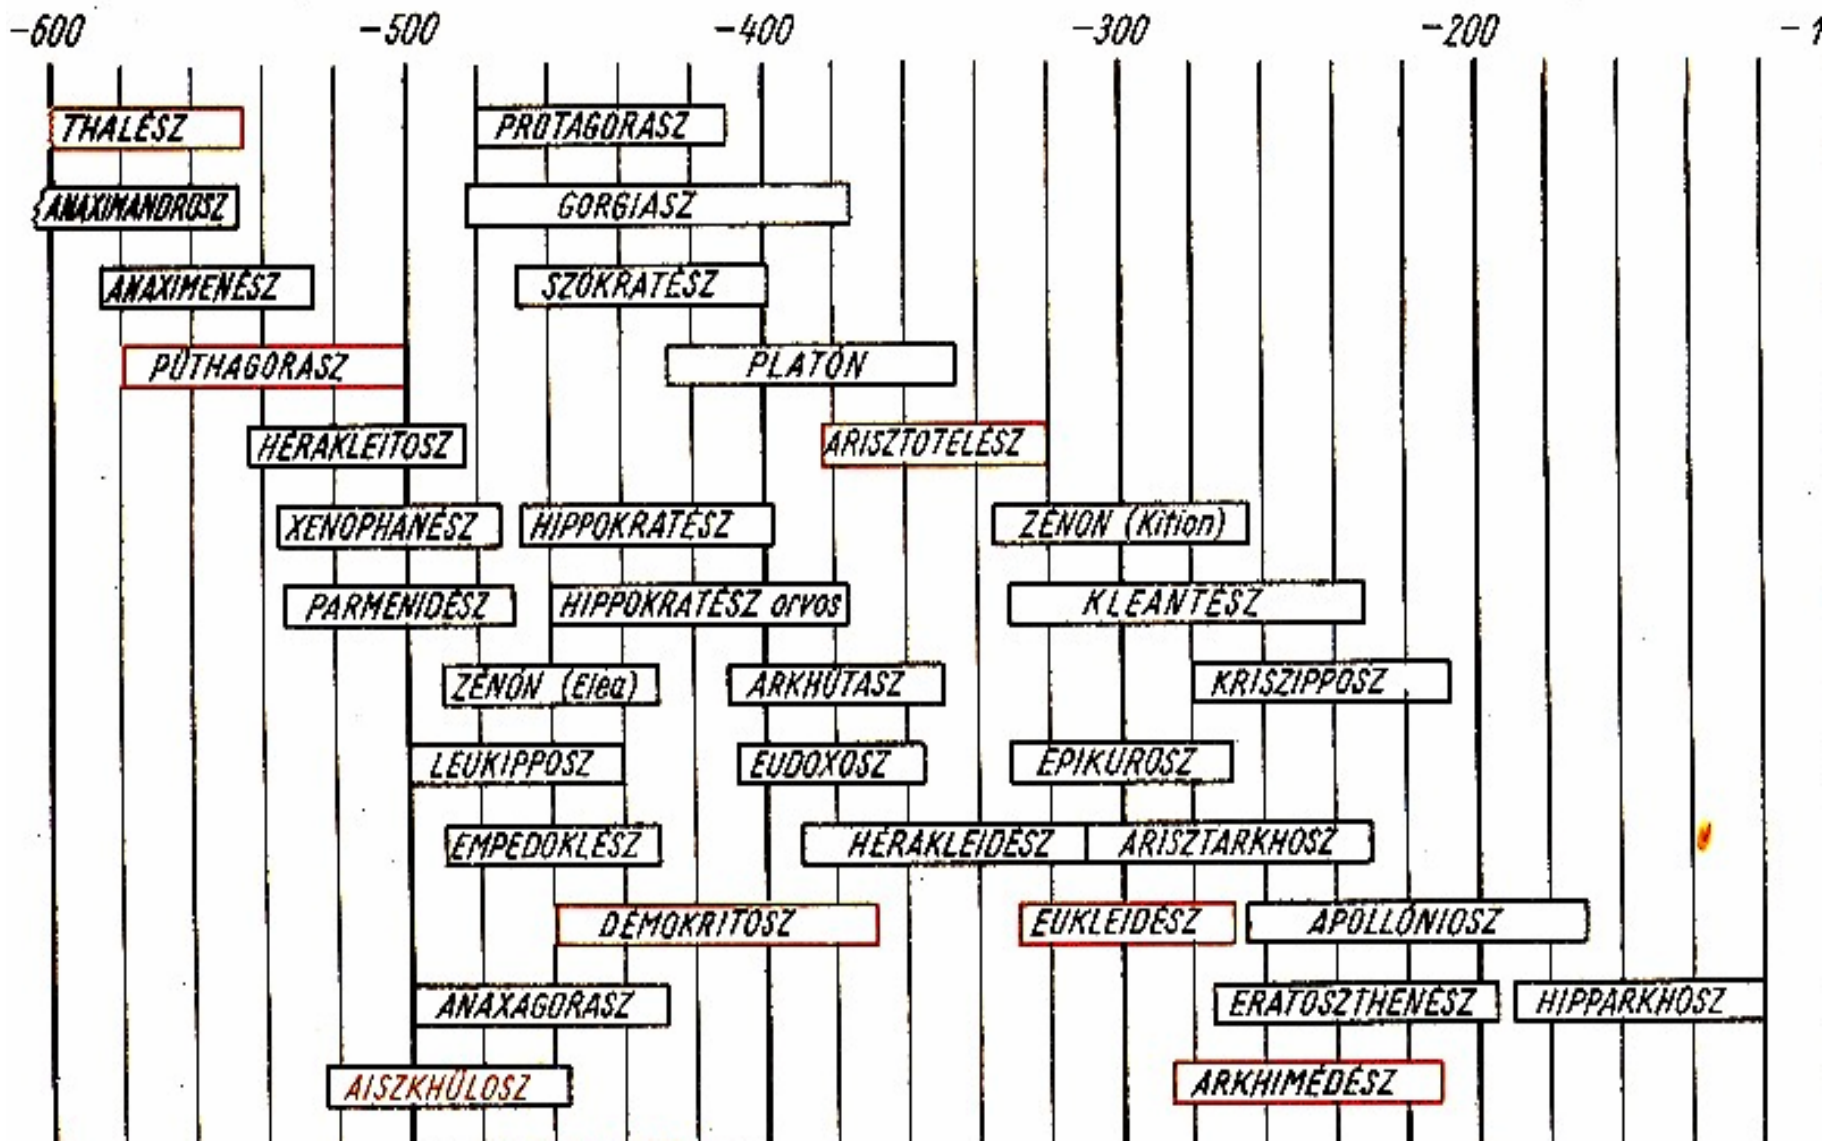 -600 -500 -400 -300 -200 -1
THALÉSZ PRÓTAGORASZ
ANAXIMANDROSZ GORGIASZ
ANAXIMENÉSZ SZÓKRATÉSZ
PÜTHAGORASZ PLATÓN
HÉRAKLEITOSZ ARISZTOTELÉSZ
XENOPHANÉSZ HIPPOKRATÉSZ ZÉNÓN (Kition)
PARMENIDÉSZ HIPPOKRATÉSZ orvos KLEANTÉSZ
ZÉNÓN (Elea) ARKHÜTASZ KRISZIPPOSZ
LEUKIPPOSZ EUDOXOSZ EPIKUROSZ
EMPEDOKLÉSZ HÉRAKLEIDÉSZ ARISZTARKHOSZ
DÉMOKRITOSZ EUKLEIDÉSZ APOLLÓNIOSZ
ANAXAGORASZ ERATOSZTHENÉSZ HIPPARKHOSZ
AISZKHÜLOSZ ARKHIMÉDÉSZ